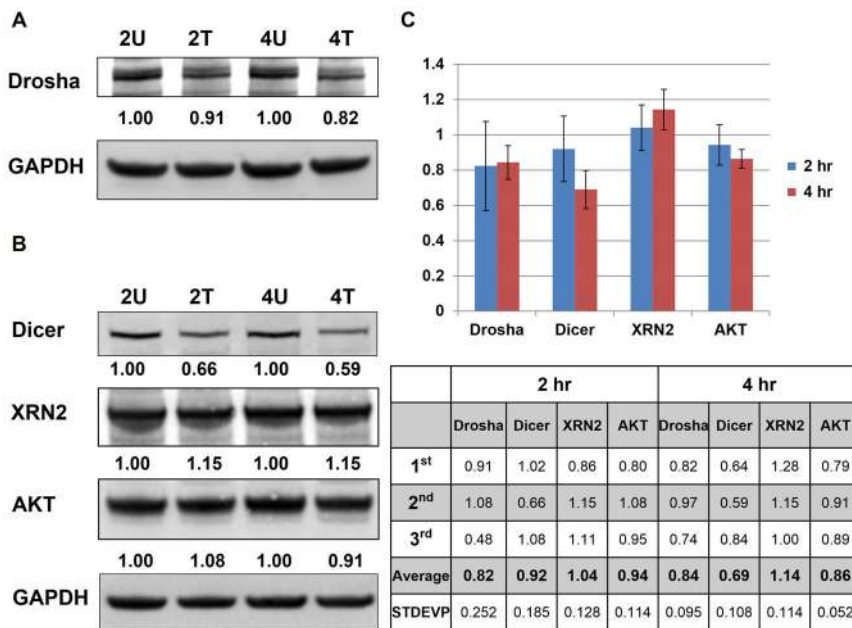 A
2U 2T 4U 4T
Drosha
1.00 0.91 1.00 0.82
GAPDH
B
2U 2T 4U 4T
Dicer
1.00 0.66 1.00 0.59
XRN2
1.00 1.15 1.00 1.15
AKT
1.00 1.08 1.00 0.91
GAPDH
C
1.4
1.2
1
0.8
0.6
0.4
0.2
0
Drosha Dicer XRN2 AKT
2 hr
4 hr
2 hr 4 hr
Drosha Dicer XRN2 AKT Drosha Dicer XRN2 AKT
1st 0.91 1.02 0.86 0.80 0.82 0.64 1.28 0.79
2nd 1.08 0.66 1.15 1.08 0.97 0.59 1.15 0.91
3rd 0.48 1.08 1.11 0.95 0.74 0.84 1.00 0.89
Average 0.82 0.92 1.04 0.94 0.84 0.69 1.14 0.86
STDEVP 0.252 0.185 0.128 0.114 0.095 0.108 0.114 0.052